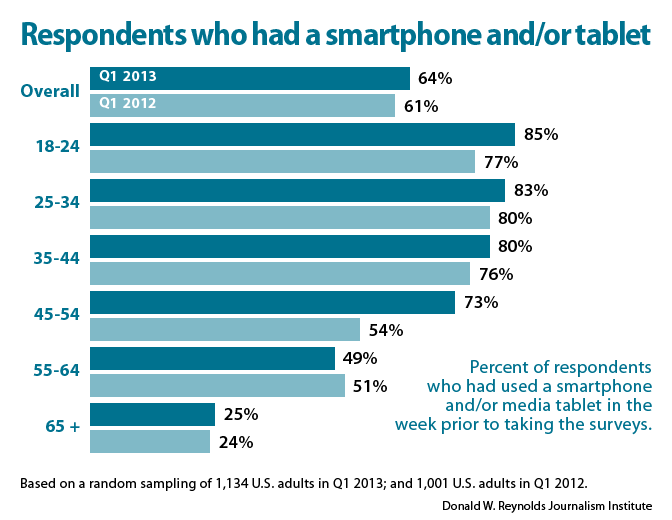 Respondents who had a smartphone and/or tablet
Overall
Q1 2013
64%
Q1 2012
61%
18-24
85%
77%
25-34
83%
80%
35-44
80%
76%
45-54
73%
54%
55-64
49%
51%
65 +
25%
24%
Percent of respondents
who had used a smartphone
and/or media tablet in the
week prior to taking the surveys.
Based on a random sampling of 1,134 U.S. adults in Q1 2013; and 1,001 U.S. adults in Q1 2012.
Donald W. Reynolds Journalism Institute